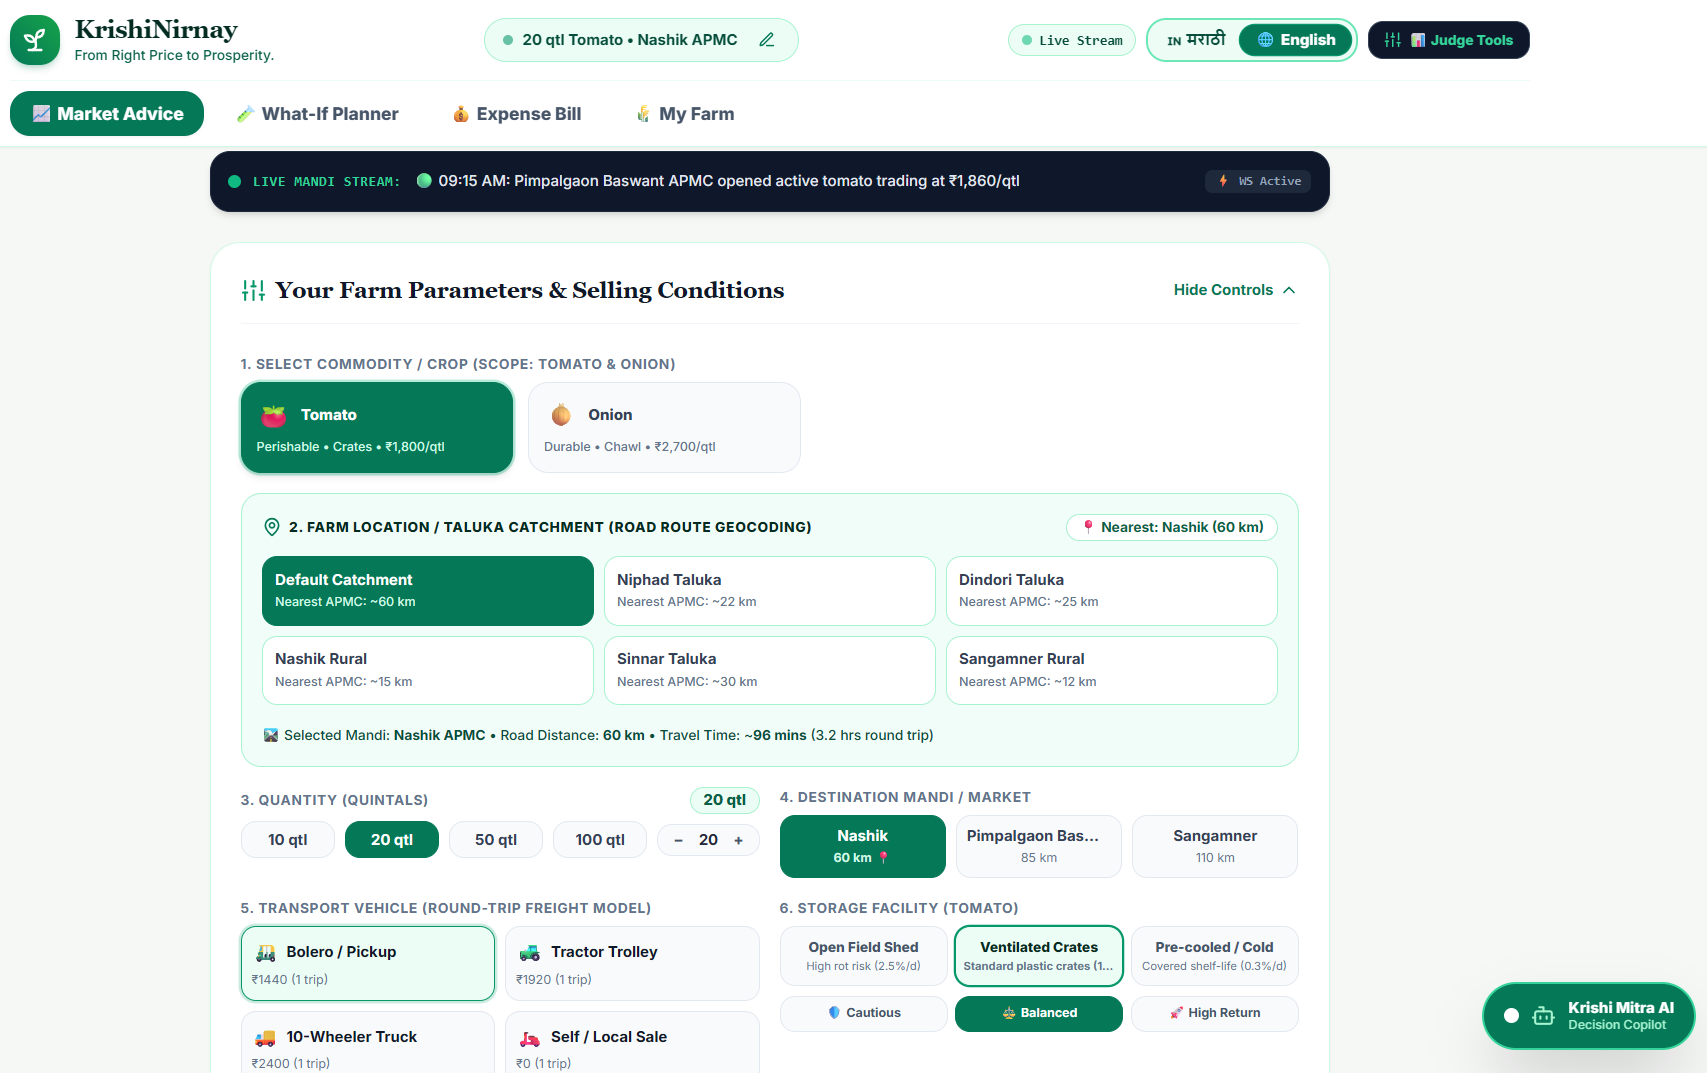 KrishiNirnay
From Right Price to Prosperity.
20 qtl Tomato • Nashik APMC
Live Stream
IN मराठी
English
Judge Tools
Market Advice
What-If Planner
Expense Bill
My Farm
LIVE MANDI STREAM: 09:15 AM: Pimpalgaon Baswant APMC opened active tomato trading at ₹1,860/qtl
WS Active
Your Farm Parameters & Selling Conditions
Hide Controls
1. SELECT COMMODITY / CROP (SCOPE: TOMATO & ONION)
Tomato
Perishable • Crates • ₹1,800/qtl
Onion
Durable • Chawl • ₹2,700/qtl
2. FARM LOCATION / TALUKA CATCHMENT (ROAD ROUTE GEOCODING)
Nearest: Nashik (60 km)
Default Catchment
Nearest APMC: ~60 km
Niphad Taluka
Nearest APMC: ~22 km
Dindori Taluka
Nearest APMC: ~25 km
Nashik Rural
Nearest APMC: ~15 km
Sinnar Taluka
Nearest APMC: ~30 km
Sangamner Rural
Nearest APMC: ~12 km
Selected Mandi: Nashik APMC • Road Distance: 60 km • Travel Time: ~96 mins (3.2 hrs round trip)
3. QUANTITY (QUINTALS)
20 qtl
10 qtl
20 qtl
50 qtl
100 qtl
− 20 +
4. DESTINATION MANDI / MARKET
Nashik
60 km
Pimpalgaon Bas...
85 km
Sangamner
110 km
5. TRANSPORT VEHICLE (ROUND-TRIP FREIGHT MODEL)
Bolero / Pickup
₹1440 (1 trip)
Tractor Trolley
₹1920 (1 trip)
10-Wheeler Truck
₹2400 (1 trip)
Self / Local Sale
₹0 (1 trip)
6. STORAGE FACILITY (TOMATO)
Open Field Shed
High rot risk (2.5%/d)
Ventilated Crates
Standard plastic crates (1...
Pre-cooled / Cold
Covered shelf-life (0.3%/d)
Cautious
Balanced
High Return
Krishi Mitra AI
Decision Copilot